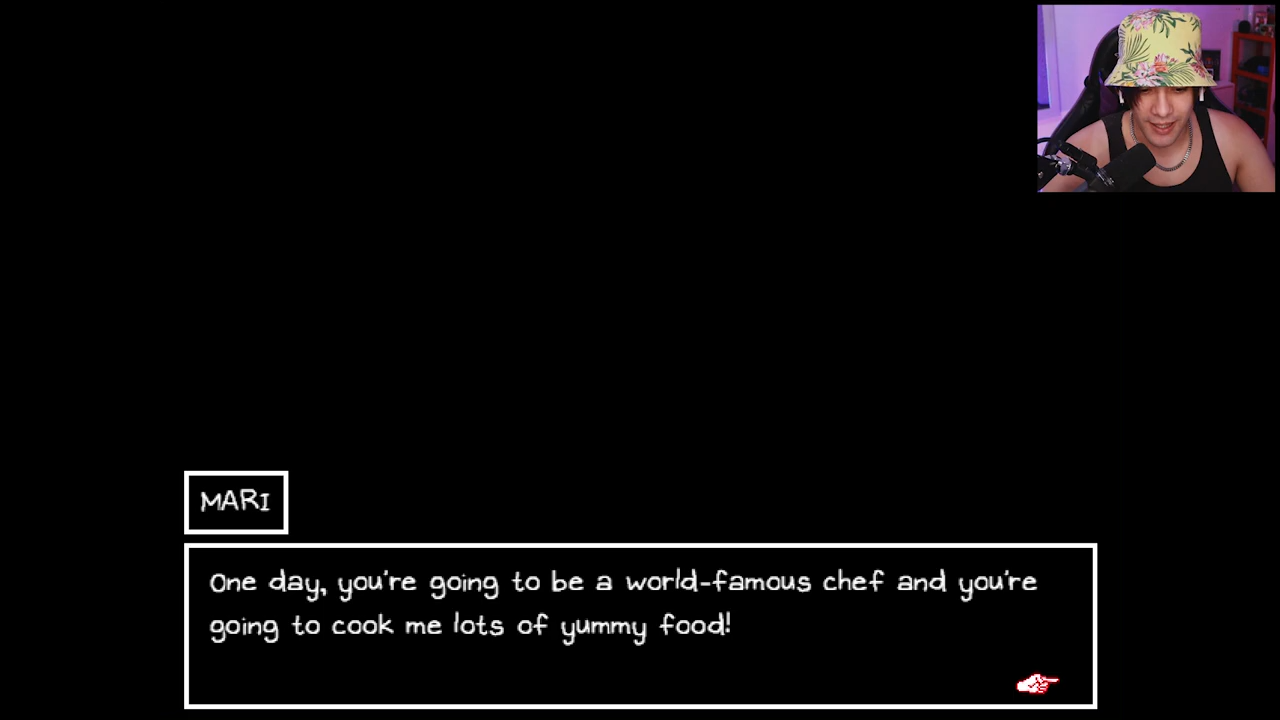 MARI
One day, you're going to be a world-famous chef and you're
going to cook me lots of yummy food!